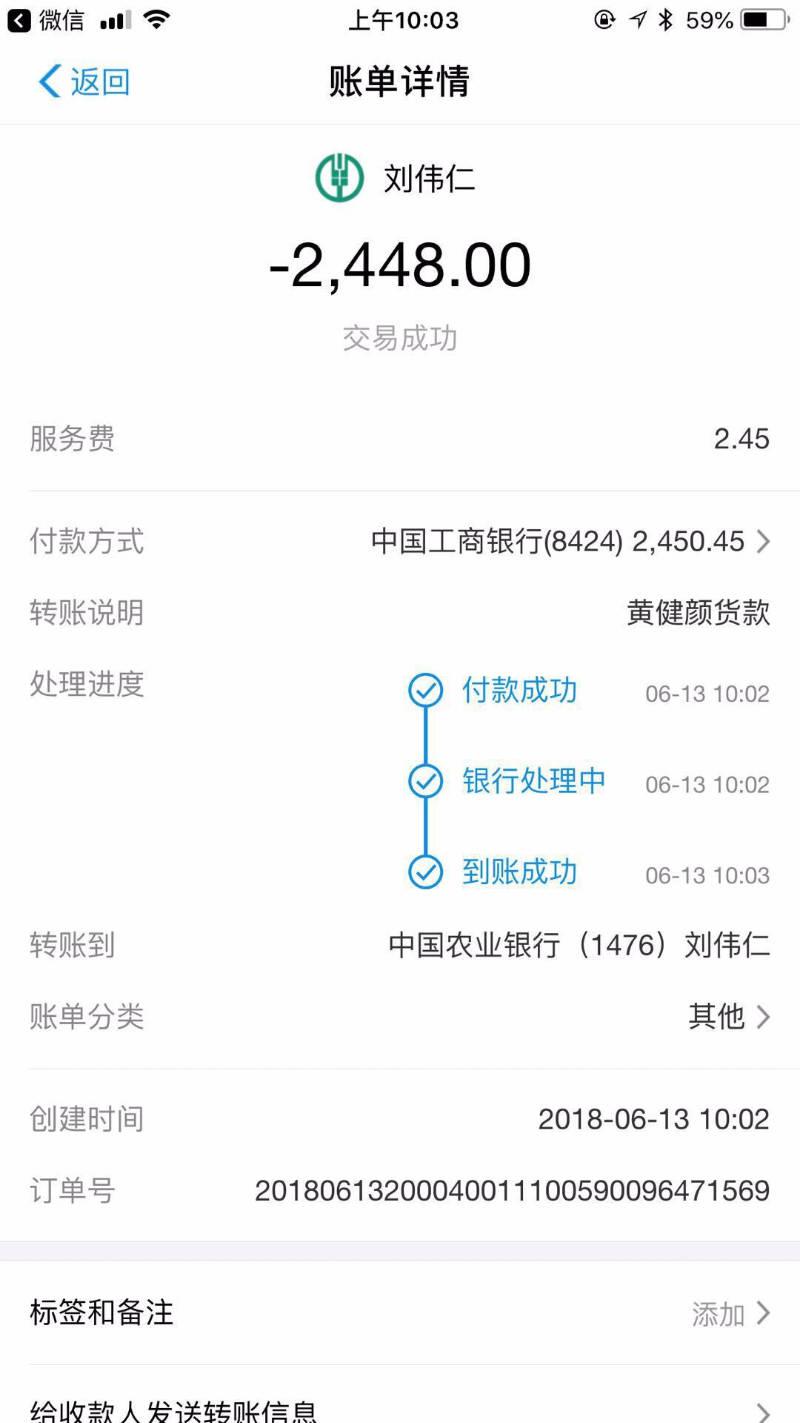 微信 上午10:03 59%
返回 账单详情
刘伟仁
-2,448.00
交易成功
服务费 2.45
付款方式 中国工商银行(8424) 2,450.45
转账说明 黄健颜货款
处理进度 付款成功 06-13 10:02
银行处理中 06-13 10:02
到账成功 06-13 10:03
转账到 中国农业银行（1476）刘伟仁
账单分类 其他
创建时间 2018-06-13 10:02
订单号 20180613200040011100590096471569
标签和备注 添加
给收款人发送转账信息